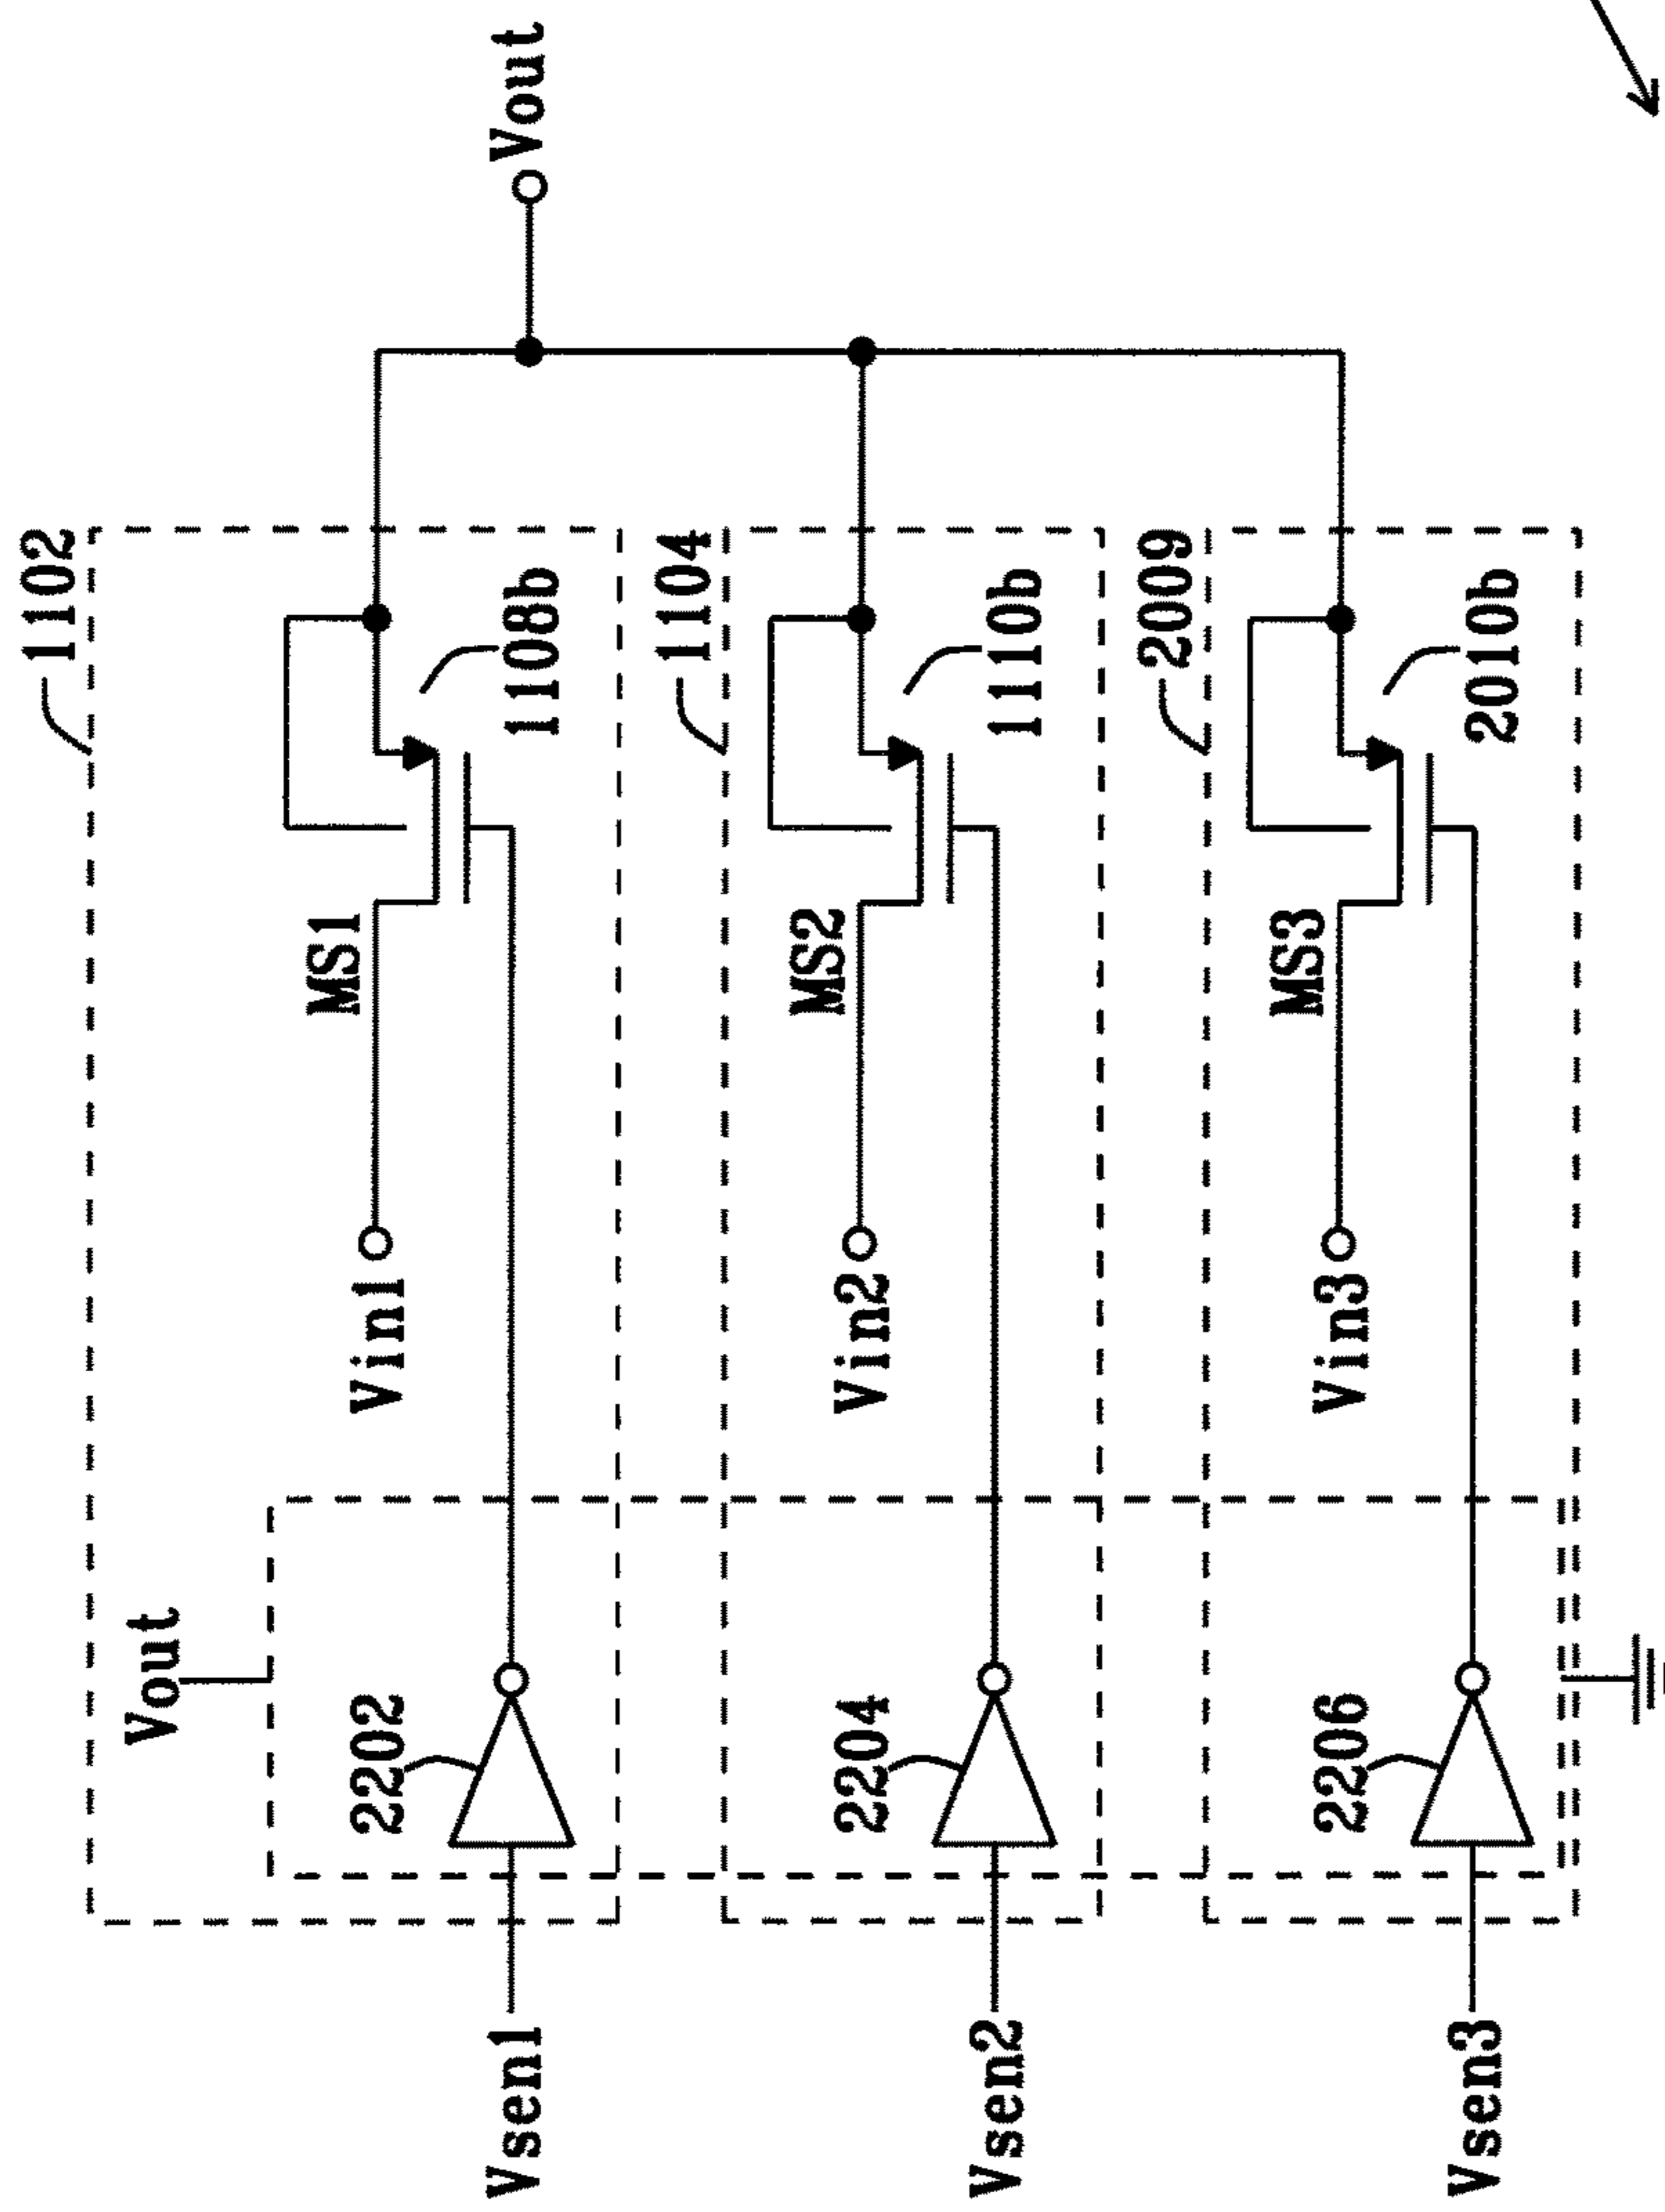 1102
Vout
2202
Vin1
MS1
1108b
Vsen1
Vout
1104
2204
Vin2
MS2
1110b
Vsen2
2009
2206
Vin3
MS3
2010b
Vsen3